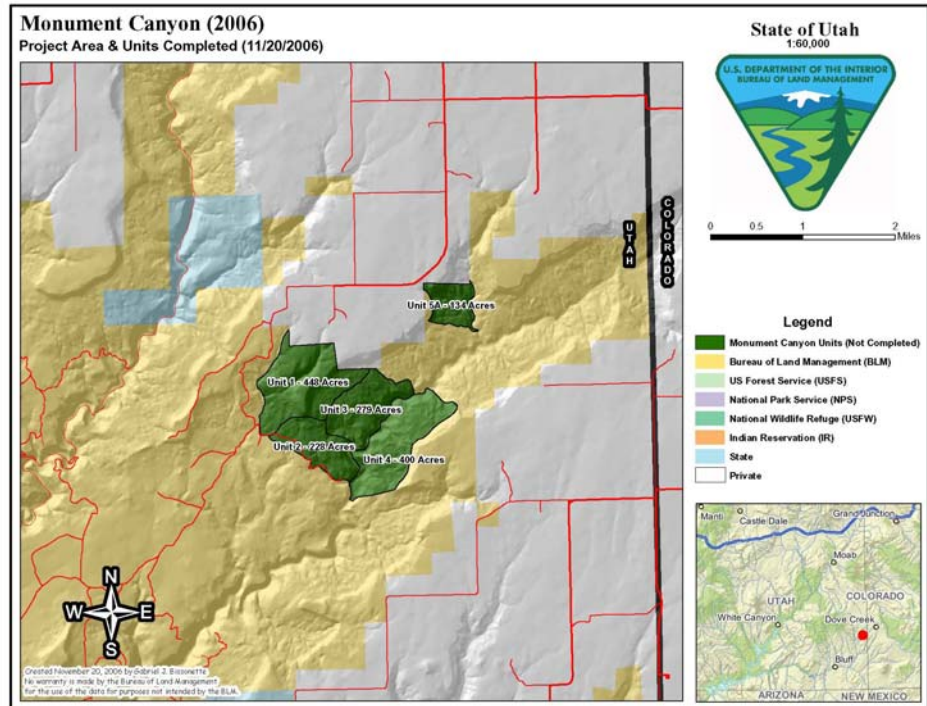 Monument Canyon (2006)
Project Area & Units Completed (11/20/2006)
State of Utah
1:60,000
U.S. DEPARTMENT OF THE INTERIOR
BUREAU OF LAND MANAGEMENT
0 0.5 1 2
Miles
UTAH
COLORADO
Unit 5A - 134 Acres
Unit 1 - 448 Acres
Unit 3 - 279 Acres
Unit 2 - 228 Acres
Unit 4 - 400 Acres
Legend
Monument Canyon Units (Not Completed)
Bureau of Land Management (BLM)
US Forest Service (USFS)
National Park Service (NPS)
National Wildlife Refuge (USFW)
Indian Reservation (IR)
State
Private
N
W E
S
Created November 20, 2006 by Gabriel J. Bissonette
No warranty is made by the Bureau of Land Management
for the use of the data for purposes not intended by the BLM.
Manti
Castle Dale
Grand Junction
Moab
UTAH
COLORADO
White Canyon
Dove Creek
Bluff
ARIZONA
NEW MEXICO